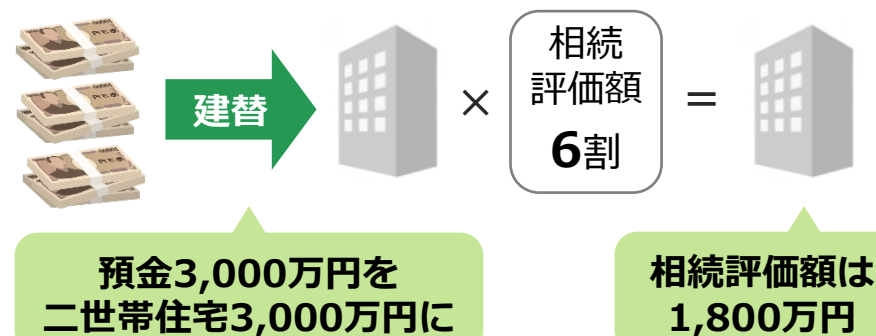 建替
×
相続
評価額
6割
=
預金3,000万円を
二世帯住宅3,000万円に
相続評価額は
1,800万円